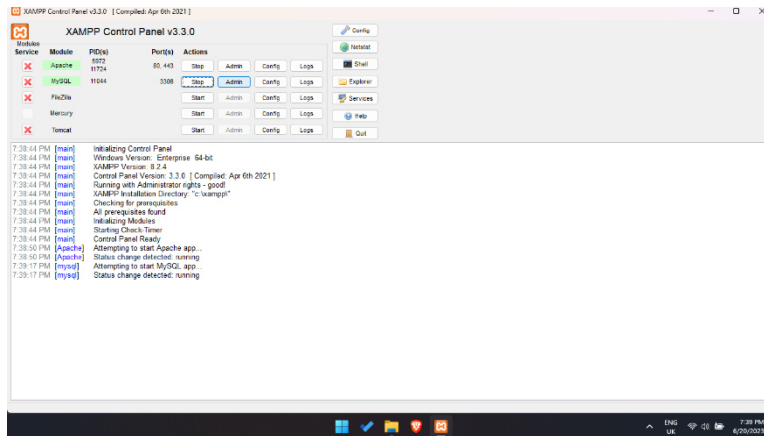 XAMPP Control Panel v3.3.0 [ Compiled: Apr 6th 2021 ]
XAMPP Control Panel v3.3.0
Config
Modules
Service Module PID(s) Port(s) Actions
Netstat
Apache 5972 11724 80, 443 Stop Admin Config Logs
Shell
MySQL 11044 3306 Stop Admin Config Logs
Explorer
FileZilla Start Admin Config Logs
Services
Mercury Start Admin Config Logs
Help
Tomcat Start Admin Config Logs
Quit
7:38:44 PM [main] Initializing Control Panel
7:38:44 PM [main] Windows Version: Enterprise 64-bit
7:38:44 PM [main] XAMPP Version: 8.2.4
7:38:44 PM [main] Control Panel Version: 3.3.0 [ Compiled: Apr 6th 2021 ]
7:38:44 PM [main] Running with Administrator rights - good!
7:38:44 PM [main] XAMPP Installation Directory: "c:\xampp\"
7:38:44 PM [main] Checking for prerequisites
7:38:44 PM [main] All prerequisites found
7:38:44 PM [main] Initializing Modules
7:38:44 PM [main] Starting Check-Timer
7:38:44 PM [main] Control Panel Ready
7:38:50 PM [Apache] Attempting to start Apache app...
7:38:50 PM [Apache] Status change detected: running
7:39:17 PM [mysql] Attempting to start MySQL app...
7:39:17 PM [mysql] Status change detected: running
ENG
UK
7:39 PM
6/20/2023